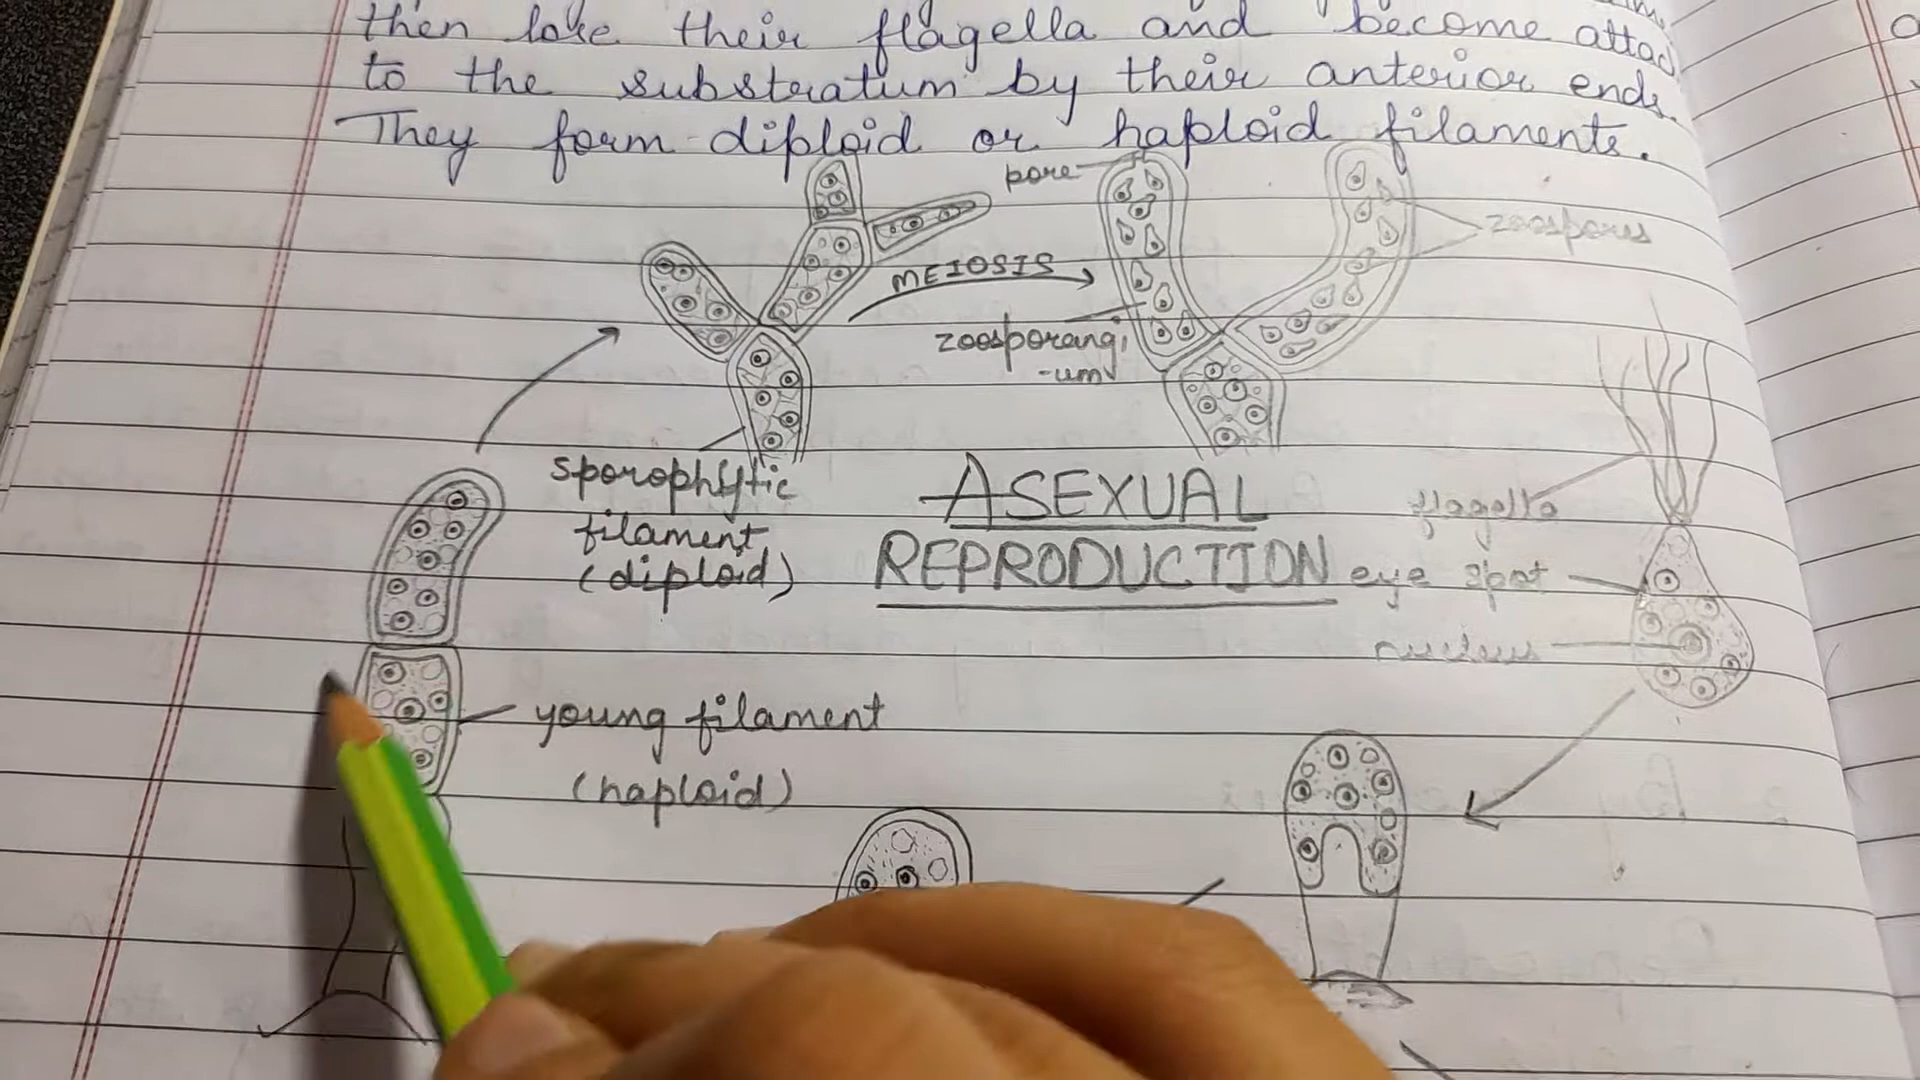 then lose their flagella and become attac
to the substratum by their anterior ends.
They form diploid or haploid filaments.
pore
zoospores
MEIOSIS
zoosporangi
-um
sporophytic
filament
(diploid)
ASEXUAL
REPRODUCTION
flagella
eye spot
nucleus
young filament
(haploid)